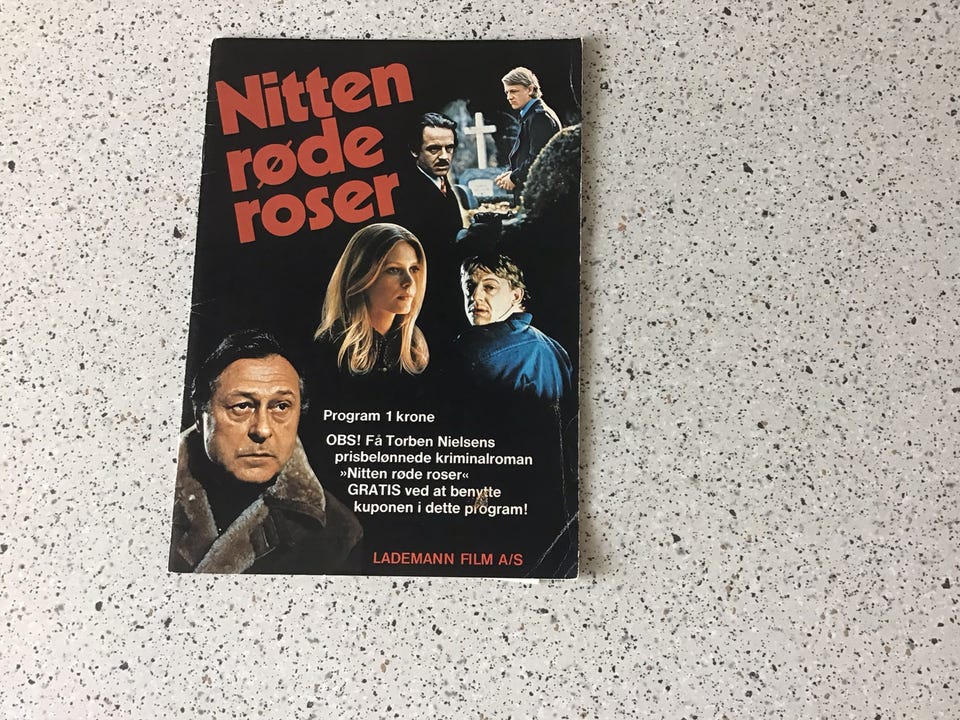 Nitten
røde
roser
Program 1 krone
OBS! Få Torben Nielsens
prisbelønnede kriminalroman
»Nitten røde roser«
GRATIS ved at benytte
kuponen i dette program!
LADEMANN FILM A/S